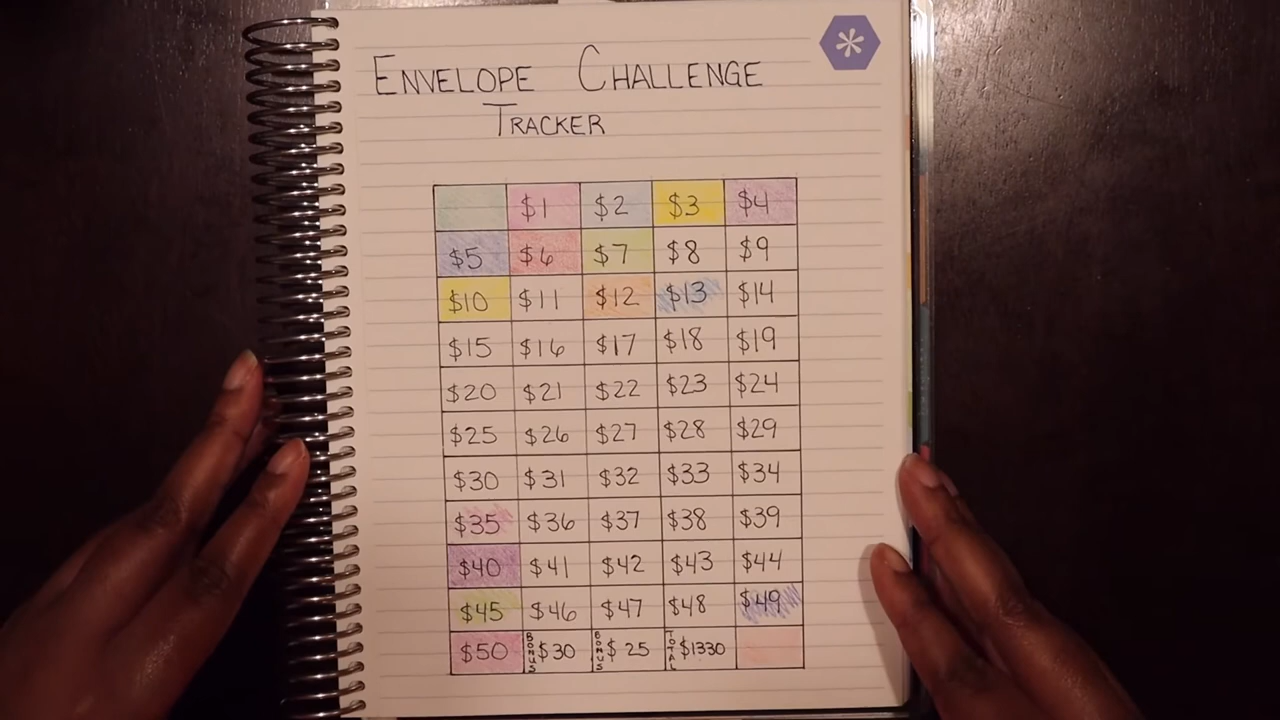 ENVELOPE CHALLENGE
TRACKER
$1 $2 $3 $4
$5 $6 $7 $8 $9
$10 $11 $12 $13 $14
$15 $16 $17 $18 $19
$20 $21 $22 $23 $24
$25 $26 $27 $28 $29
$30 $31 $32 $33 $34
$35 $36 $37 $38 $39
$40 $41 $42 $43 $44
$45 $46 $47 $48 $49
$50 BONUS $30 BONUS $25 TOTAL $1330